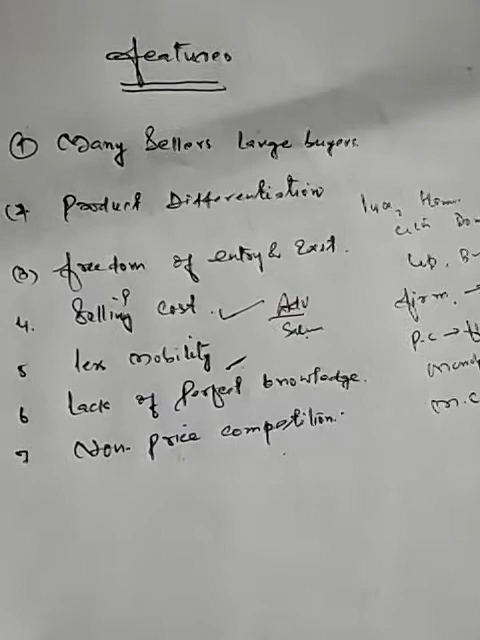 features
① Many Sellers Large buyers.
(2) Product Differentiation
(3) freedom of entry & Exit.
4. Selling cost. ✓ Adv
5 less mobility
6 Lack of Perfect knowledge.
7 Non-Price competition.
firm. →
P.C →
M.C